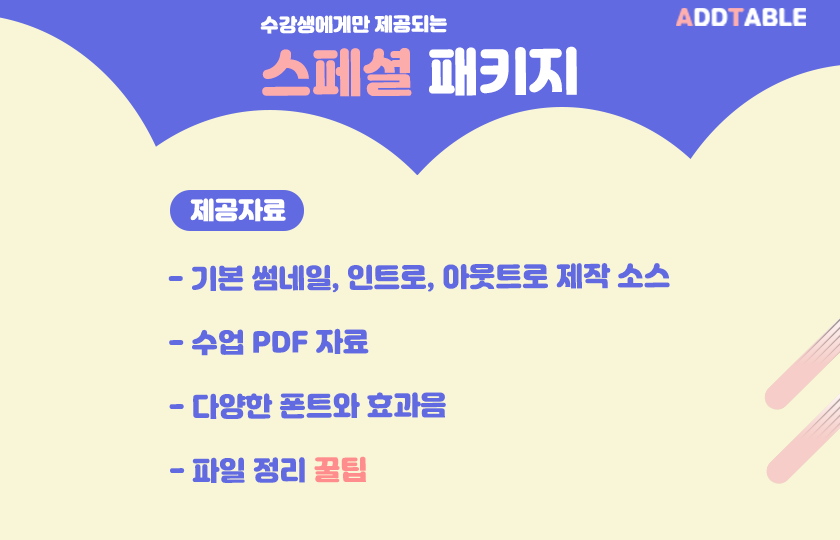 수강생에게만 제공되는
ADDTABLE
스페셜 패키지
제공자료
- 기본 썸네일, 인트로, 아웃트로 제작 소스
- 수업 PDF 자료
- 다양한 폰트와 효과음
- 파일 정리 꿀팁